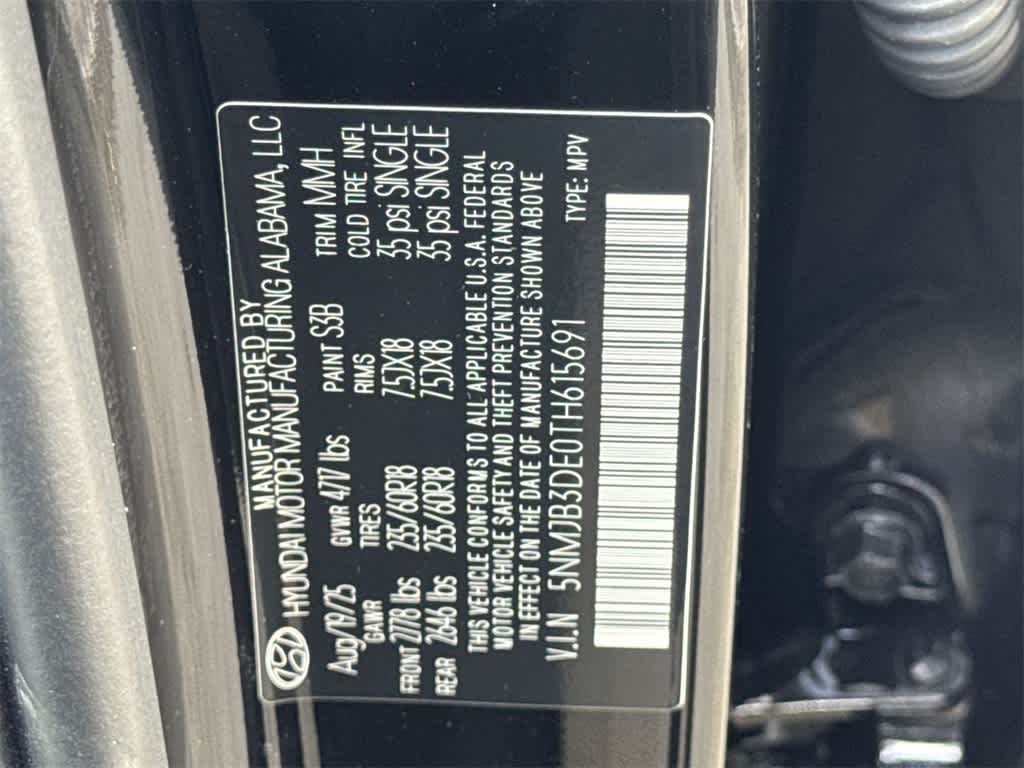 MANUFACTURED BY
HYUNDAI MOTOR MANUFACTURING ALABAMA, LLC
Aug/19/25 GVWR 4717 lbs PAINT S3B TRIM MMH
GAWR TIRES RIMS COLD TIRE INFL
FRONT 2778 lbs 235/60R18 7.5JX18 35 psi SINGLE
REAR 2646 lbs 235/60R18 7.5JX18 35 psi SINGLE
THIS VEHICLE CONFORMS TO ALL APPLICABLE U.S.A. FEDERAL
MOTOR VEHICLE SAFETY AND THEFT PREVENTION STANDARDS
IN EFFECT ON THE DATE OF MANUFACTURE SHOWN ABOVE
V.I.N 5NMJB3DE0TH615691 TYPE: MPV